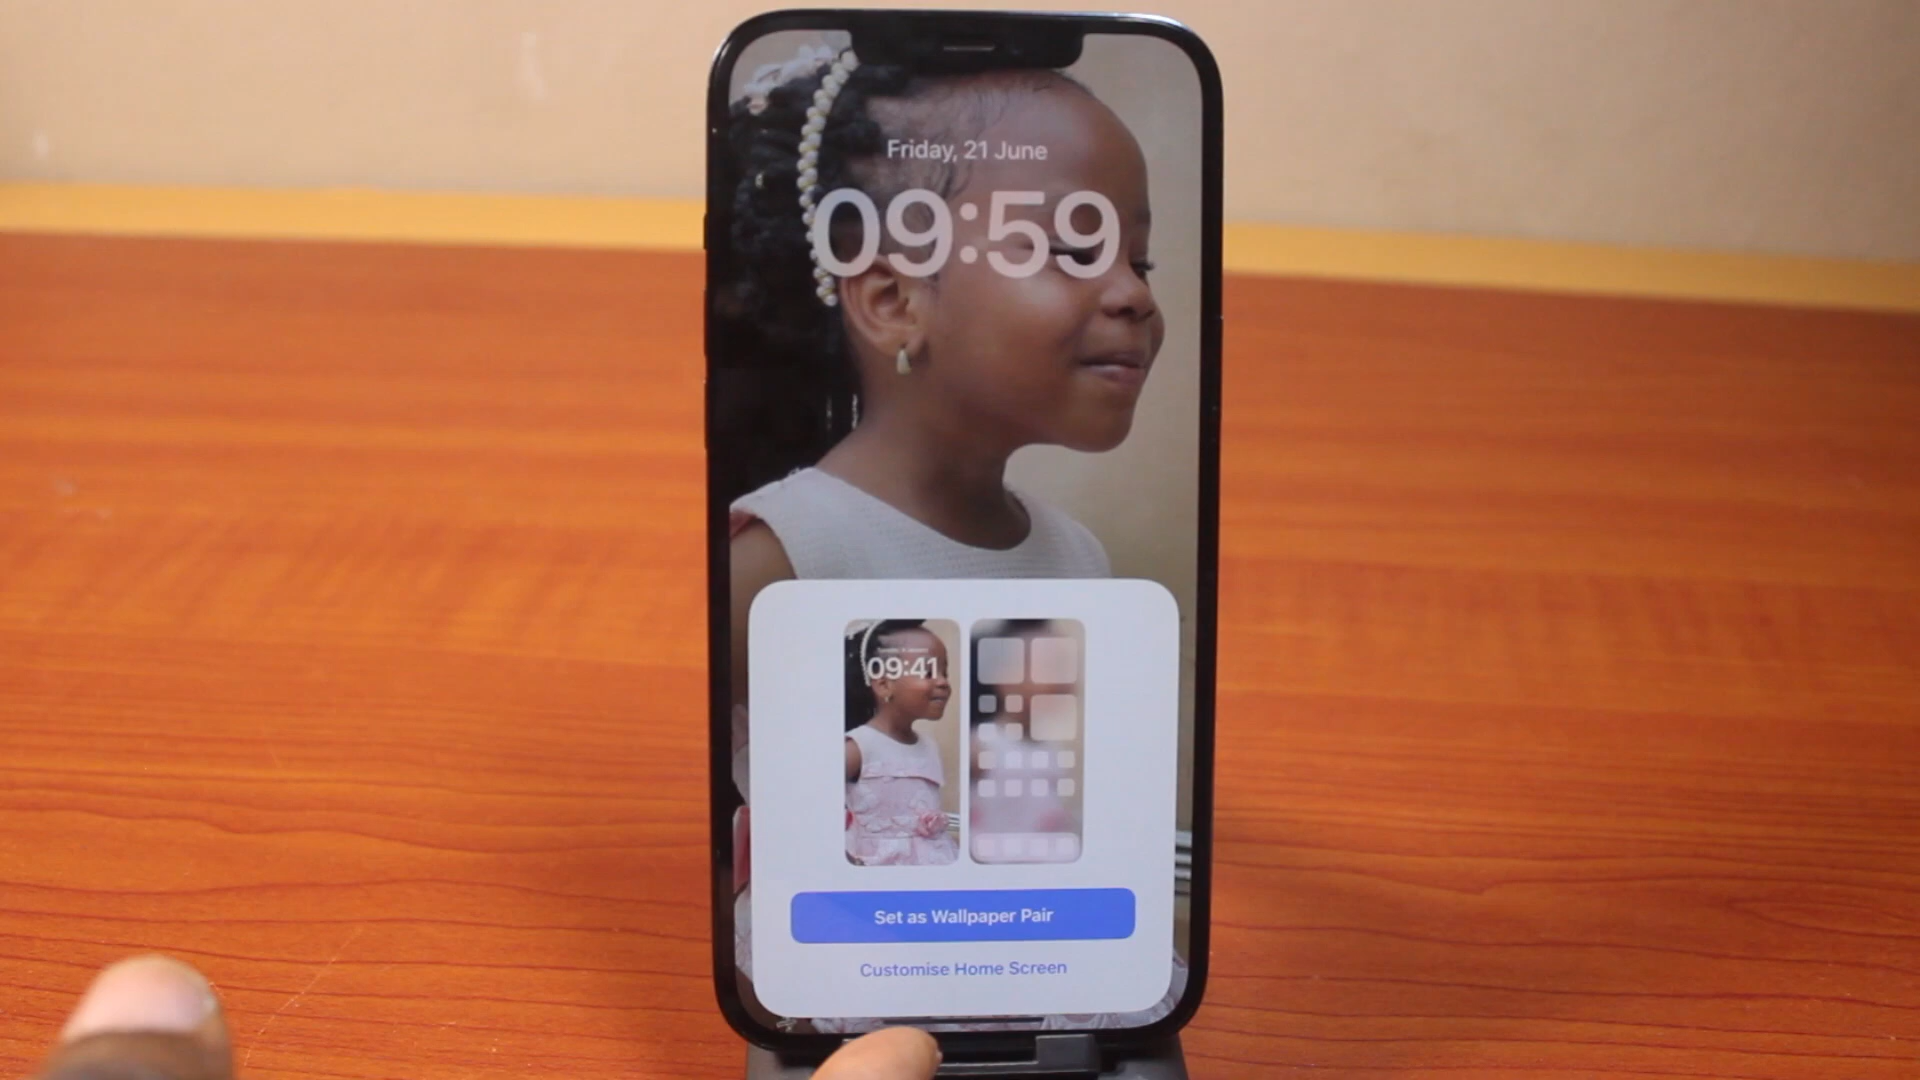 Friday, 21 June
09:59
09:41
Set as Wallpaper Pair
Customise Home Screen